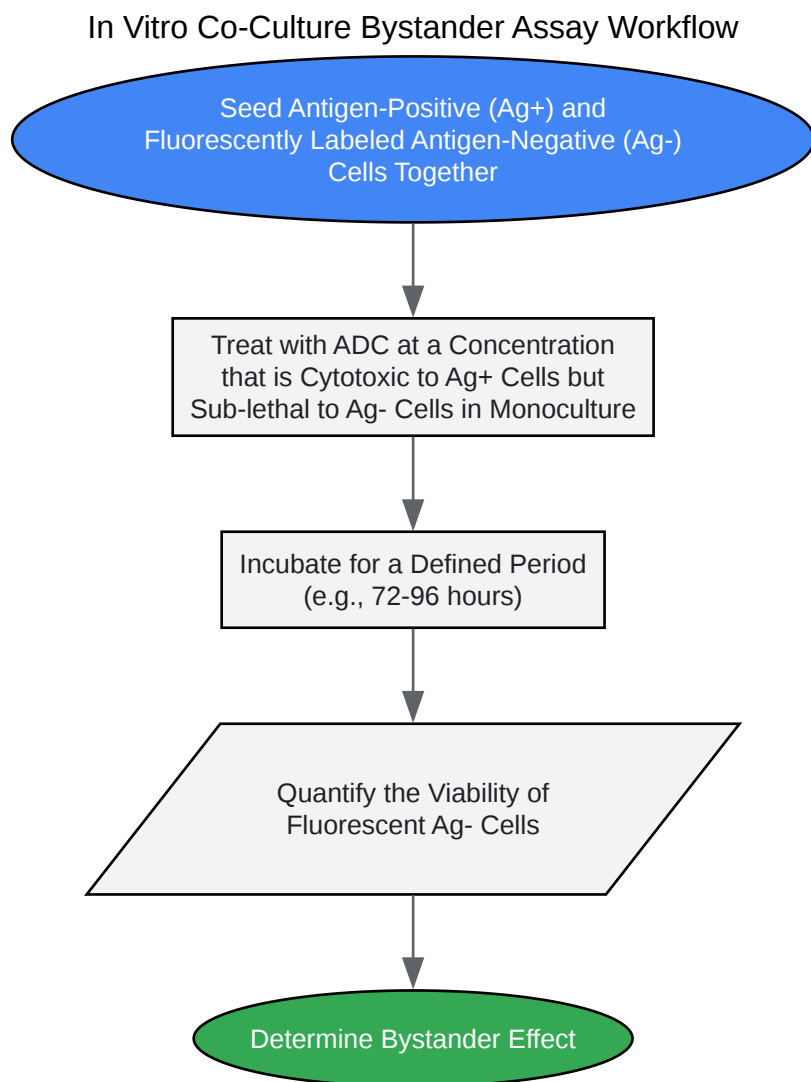 In Vitro Co-Culture Bystander Assay Workflow
Seed Antigen-Positive (Ag+) and
Fluorescently Labeled Antigen-Negative (Ag-)
Cells Together
Treat with ADC at a Concentration
that is Cytotoxic to Ag+ Cells but
Sub-lethal to Ag- Cells in Monoculture
Incubate for a Defined Period
(e.g., 72-96 hours)
Quantify the Viability of
Fluorescent Ag- Cells
Determine Bystander Effect